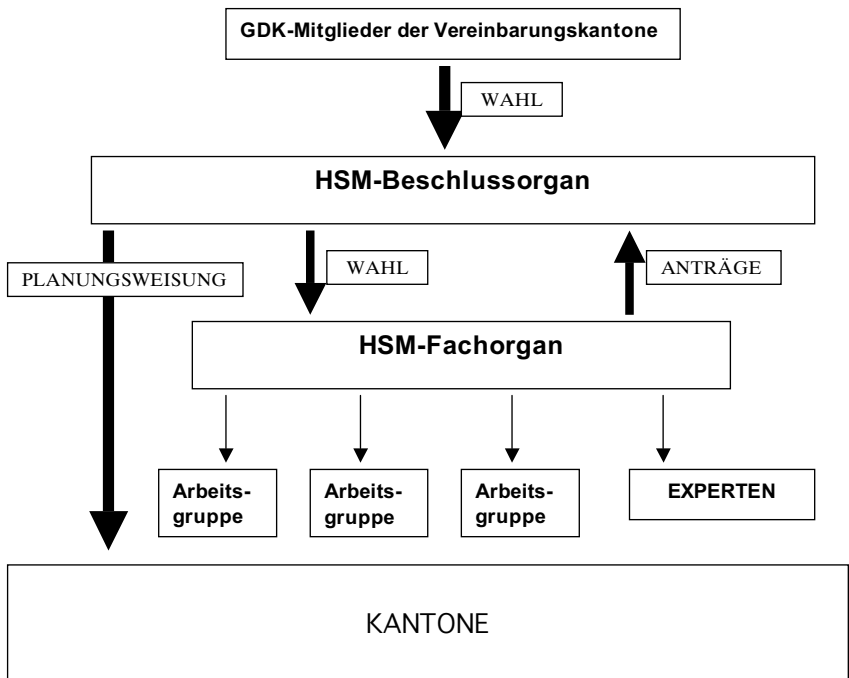 GDK-Mitglieder der Vereinbarungskantone
WAHL
HSM-Beschlussorgan
PLANUNGSWEISUNG
WAHL
ANTRÄGE
HSM-Fachorgan
Arbeits-
gruppe
Arbeits-
gruppe
Arbeits-
gruppe
EXPERTEN
KANTONE